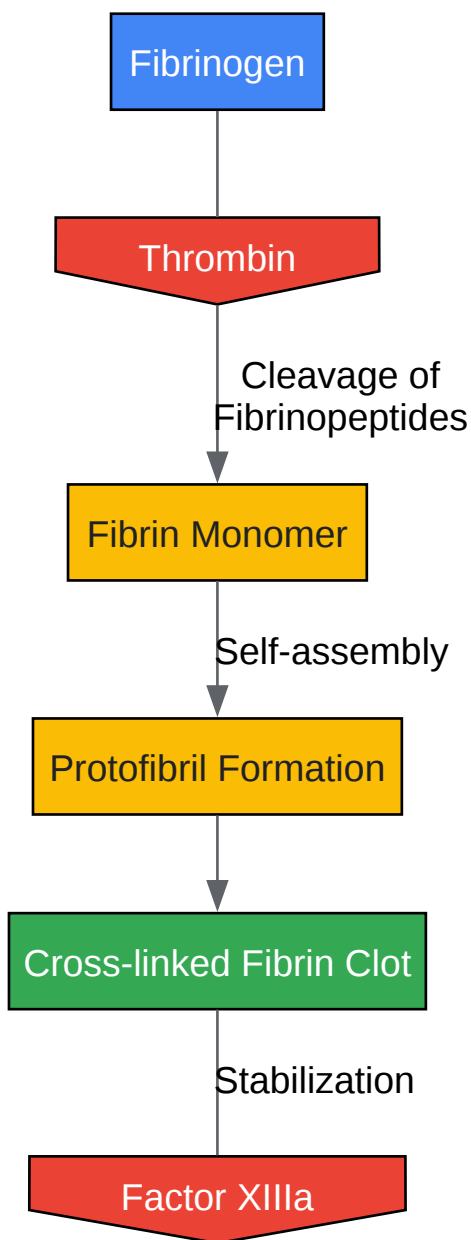 Fibrinogen
Thrombin
Cleavage of
Fibrinopeptides
Fibrin Monomer
Self-assembly
Protofibril Formation
Cross-linked Fibrin Clot
Stabilization
Factor XIIIa